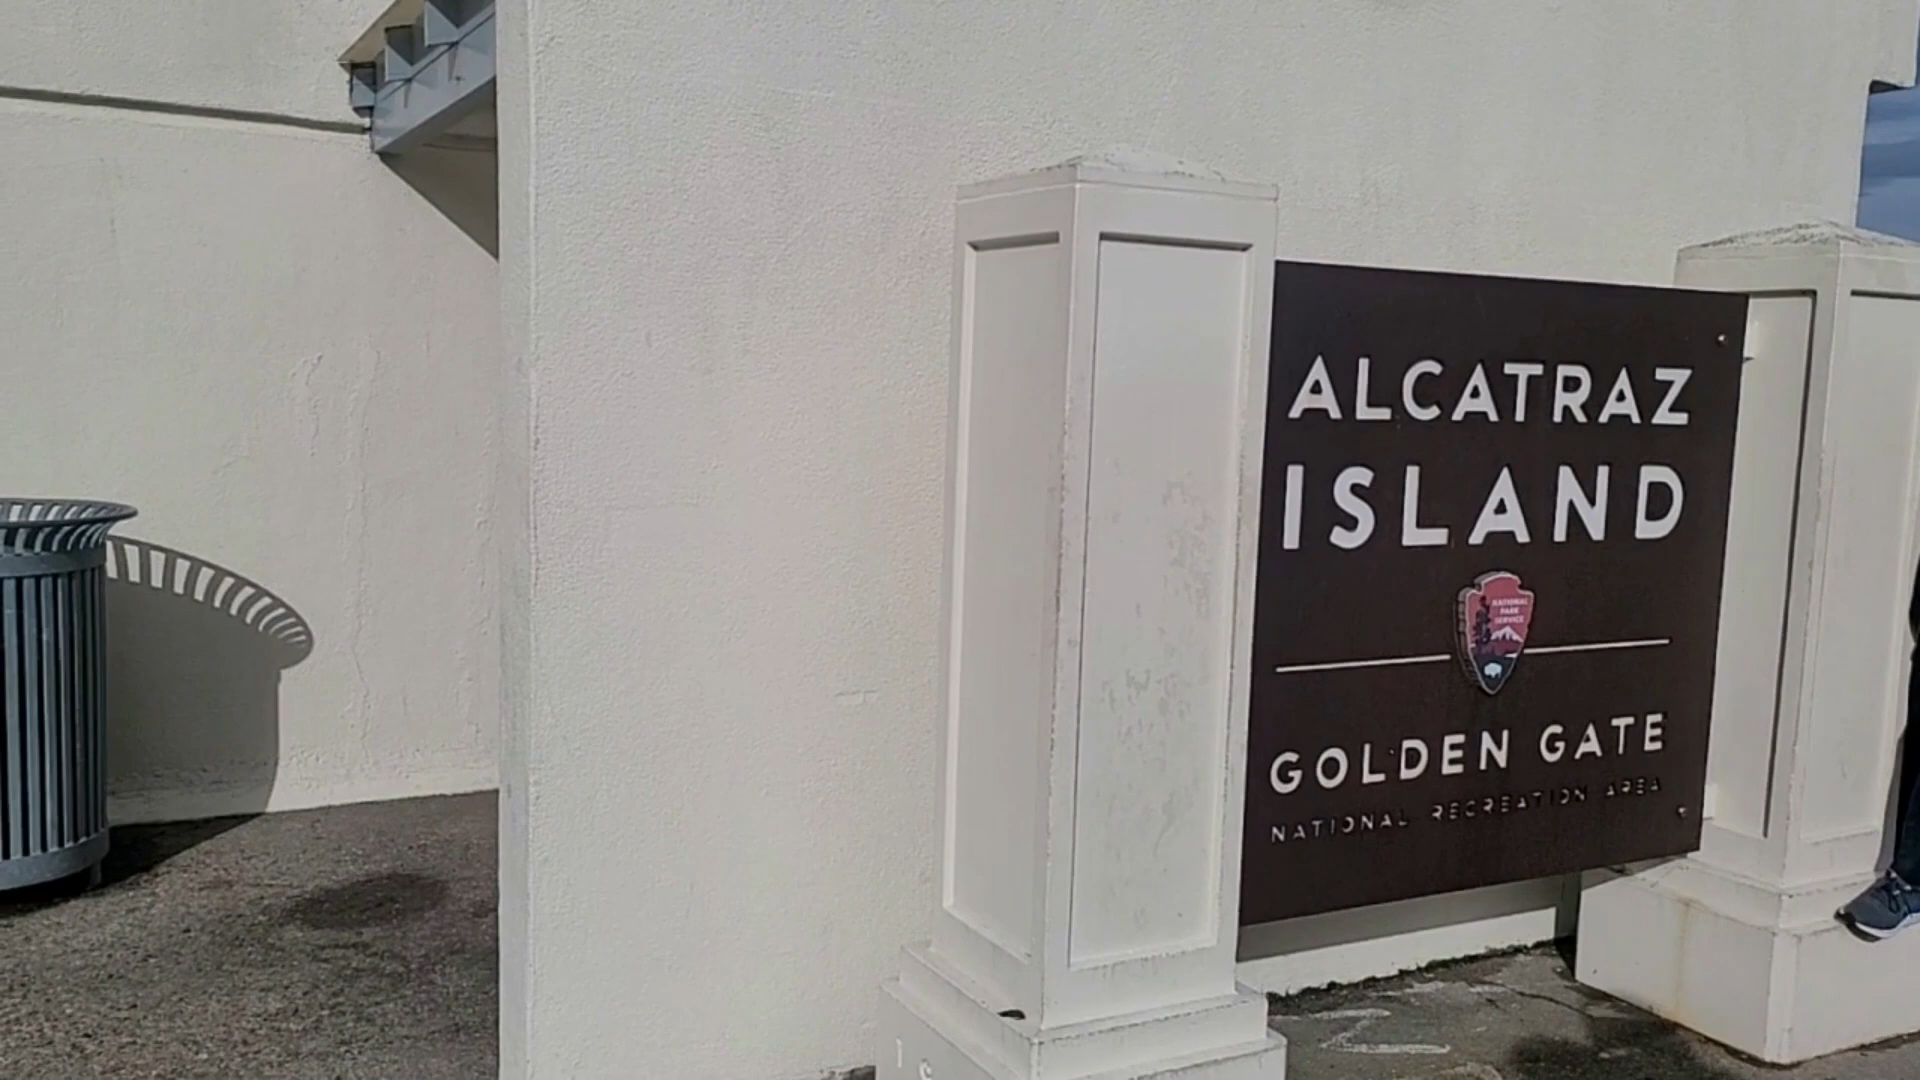 ALCATRAZ
ISLAND
NATIONAL
PARK
SERVICE
GOLDEN GATE
NATIONAL RECREATION AREA